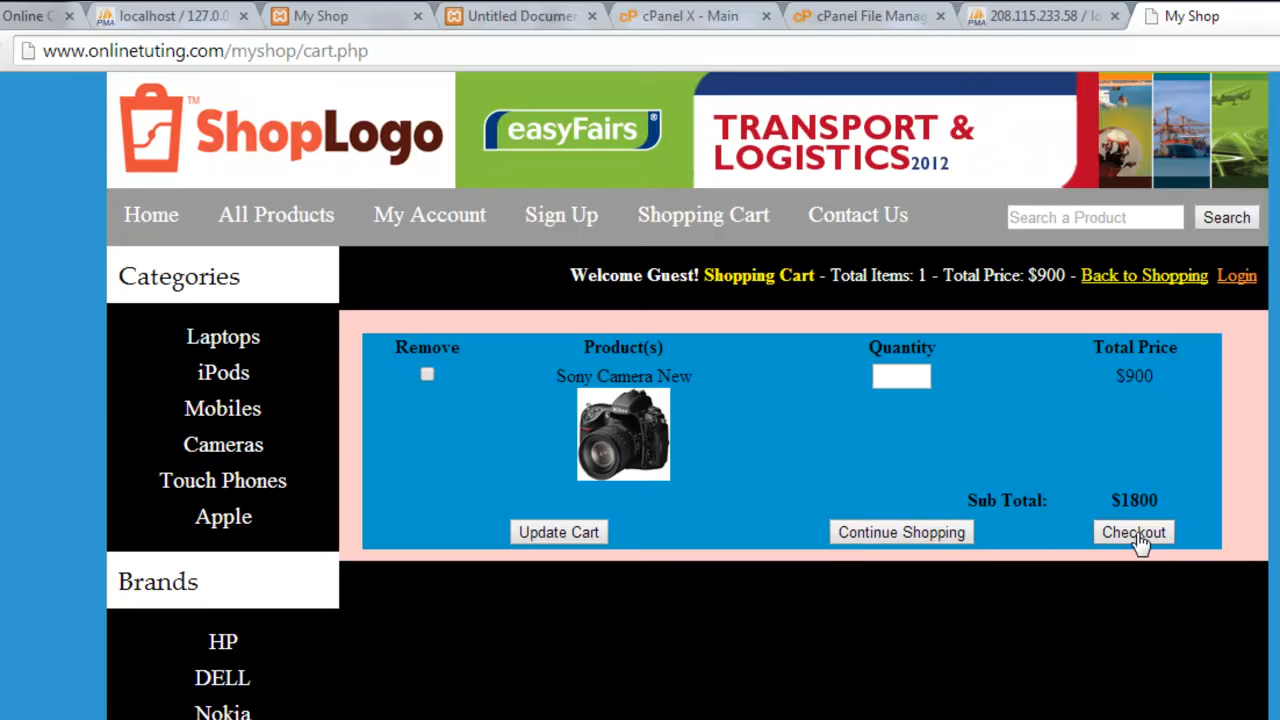 Online C
localhost / 127.0.0
My Shop
Untitled Documen
cPanel X - Main
cPanel File Manag
208.115.233.58 / lo
My Shop
www.onlinetuting.com/myshop/cart.php
ShopLogo™
easyFairs®
TRANSPORT &
LOGISTICS2012
Home All Products My Account Sign Up Shopping Cart Contact Us Search a Product Search
Categories
Welcome Guest! Shopping Cart - Total Items: 1 - Total Price: $900 - Back to Shopping Login
Laptops
iPods
Mobiles
Cameras
Touch Phones
Apple
Remove Product(s) Quantity Total Price
Sony Camera New $900
Sub Total: $1800
Update Cart Continue Shopping Checkout
Brands
HP
DELL
Nokia